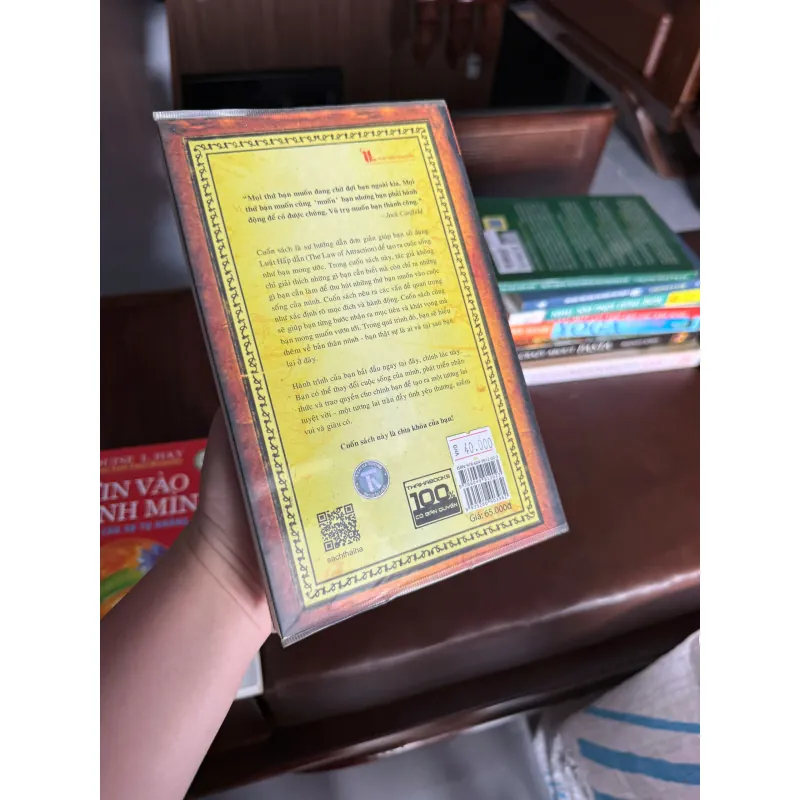 "Mọi thứ bạn muốn đang chờ đợi bạn ngoài kia. Mọi
thứ bạn muốn cũng 'muốn' bạn nhưng bạn phải hành
động để có được chúng. Vũ trụ muốn bạn thành công."
- Jack Canfield
Cuốn sách là sự hướng dẫn đơn giản giúp bạn sử dụng
Luật Hấp dẫn (The Law of Attraction) để tạo ra cuộc sống
như bạn mong ước. Trong cuốn sách này, tác giả không
chỉ giải thích những gì bạn cần biết mà còn chỉ ra những
gì bạn cần làm để thu hút những thứ bạn muốn vào cuộc
sống của mình. Cuốn sách nêu ra các vấn đề quan trọng
như xác định rõ mục đích và hành động. Cuốn sách cũng
sẽ giúp bạn từng bước nhận ra mục tiêu và khát vọng mà
bạn mong muốn vươn tới. Trong quá trình đó, bạn sẽ hiểu
thêm về bản thân mình - bạn thật sự là ai và tại sao bạn
lại ở đây.
Hành trình của bạn bắt đầu ngay tại đây, chính lúc này.
Bạn có thể thay đổi cuộc sống của mình, phát triển nhận
thức và trao quyền cho chính bạn để tạo ra một tương lai
tuyệt vời - một tương lai tràn đầy tình yêu thương, niềm
vui và giàu có.
Cuốn sách này là chìa khóa của bạn!
40.000
THAIHABOOKS
100%
CÓ BẢN QUYỀN
Giá: 65.000đ
sachthaiha
LOUISE L. HAY
TIN VÀO